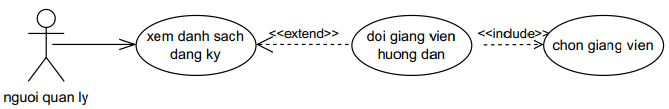 xem danh sach
dang ky
<<extend>>
doi giang vien
huong dan
<<include>>
chon giang vien
nguoi quan ly